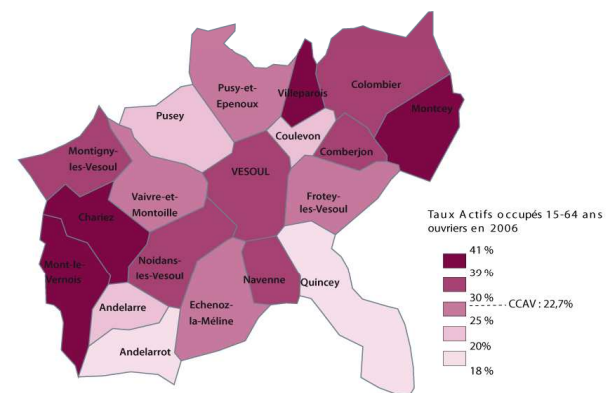 Pusy-et-
Epenoux
Villeparois
Colombier
Montcey
Pusey
Coulevon
Comberjon
Montigny-
les-Vesoul
VESOUL
Vaivre-et-
Montoille
Frotey-
les-Vesoul
Chariez
Mont-le-
Vernois
Noidans-
les-Vesoul
Navenne
Quincey
Andelarre
Echenoz-
la-Méline
Andelarrot
Taux Actifs occupés 15-64 ans
ouvriers en 2006
41 %
39 %
30 %
CCAV : 22,7%
25 %
20%
18 %